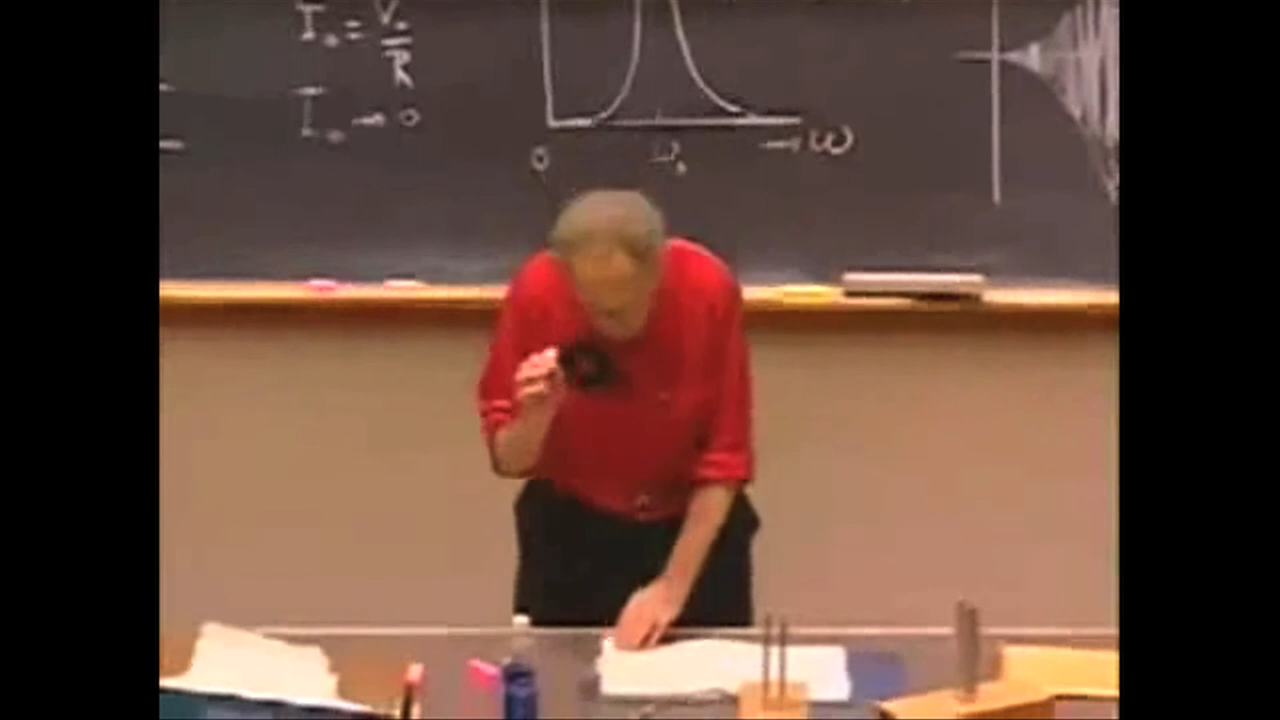 I₀ = V₀/R
I₀ → 0
0 ω₀ → ω